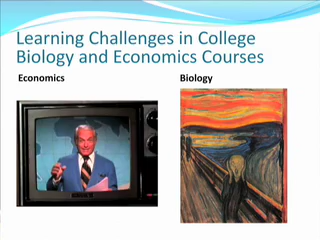 Learning Challenges in College
Biology and Economics Courses
Economics
Biology